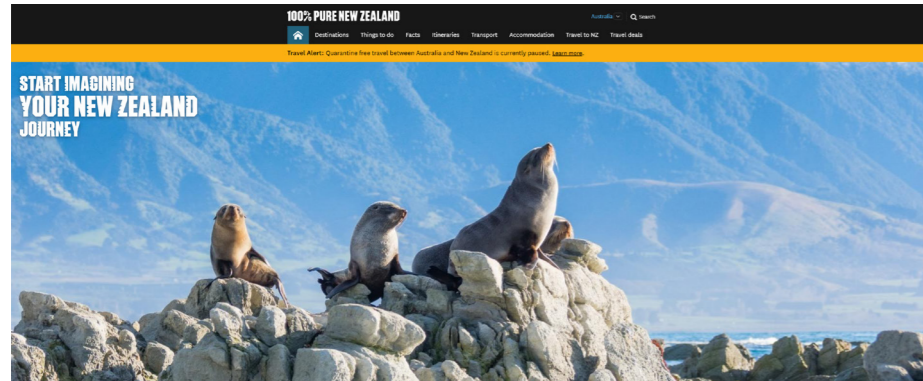 100% PURE NEW ZEALAND
Australia
Search
Destinations Things to do Facts Itineraries Transport Accommodation Travel to NZ Travel deals
Travel Alert: Quarantine free travel between Australia and New Zealand is currently paused. Learn more.
START IMAGINING
YOUR NEW ZEALAND
JOURNEY